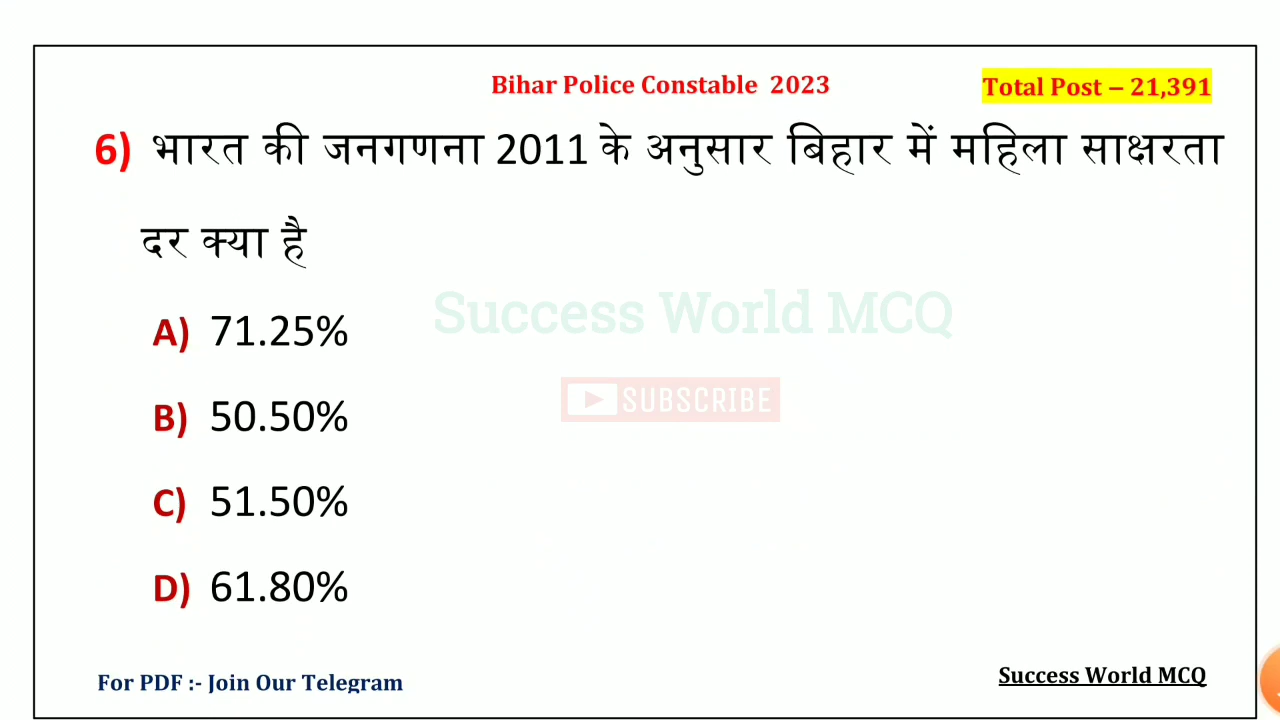 Bihar Police Constable 2023
Total Post – 21,391
6) भारत की जनगणना 2011 के अनुसार बिहार में महिला साक्षरता
दर क्या है
Success World MCQ
A) 71.25%
SUBSCRIBE
B) 50.50%
C) 51.50%
D) 61.80%
For PDF :- Join Our Telegram
Success World MCQ